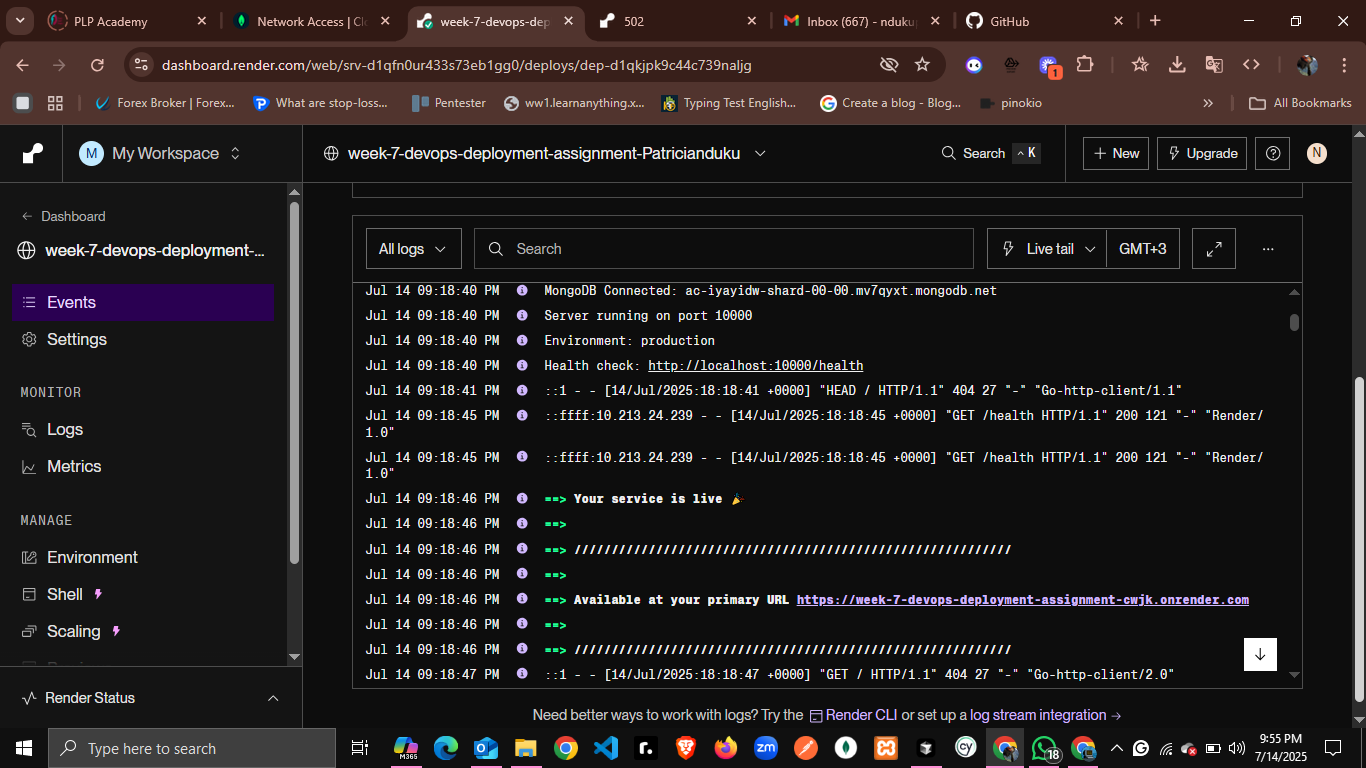 PLP Academy
Network Access | Clo
week-7-devops-dep
502
Inbox (667) - nduku
GitHub
dashboard.render.com/web/srv-d1qfn0ur433s73eb1gg0/deploys/dep-d1qkjpk9c44c739naljg
1
Forex Broker | Forex...
What are stop-loss...
Pentester
ww1.learnanything.x...
Typing Test English...
Create a blog - Blog...
pinokio
»
All Bookmarks
M My Workspace
week-7-devops-deployment-assignment-Patricianduku
Search ^ K
+ New
Upgrade
N
← Dashboard
week-7-devops-deployment-...
Events
Settings
MONITOR
Logs
Metrics
MANAGE
Environment
Shell
Scaling
Render Status
All logs
Search
Live tail
GMT+3
...
Jul 14 09:18:40 PM MongoDB Connected: ac-iyayidw-shard-00-00.mv7qyxt.mongodb.net
Jul 14 09:18:40 PM Server running on port 10000
Jul 14 09:18:40 PM Environment: production
Jul 14 09:18:40 PM Health check: http://localhost:10000/health
Jul 14 09:18:41 PM ::1 - - [14/Jul/2025:18:18:41 +0000] "HEAD / HTTP/1.1" 404 27 "-" "Go-http-client/1.1"
Jul 14 09:18:45 PM ::ffff:10.213.24.239 - - [14/Jul/2025:18:18:45 +0000] "GET /health HTTP/1.1" 200 121 "-" "Render/
1.0"
Jul 14 09:18:45 PM ::ffff:10.213.24.239 - - [14/Jul/2025:18:18:45 +0000] "GET /health HTTP/1.1" 200 121 "-" "Render/
1.0"
Jul 14 09:18:46 PM ==> Your service is live 🎉
Jul 14 09:18:46 PM ==>
Jul 14 09:18:46 PM ==> ///////////////////////////////////////////////////////////
Jul 14 09:18:46 PM ==>
Jul 14 09:18:46 PM ==> Available at your primary URL https://week-7-devops-deployment-assignment-cwjk.onrender.com
Jul 14 09:18:46 PM ==>
Jul 14 09:18:46 PM ==> ///////////////////////////////////////////////////////////
Jul 14 09:18:47 PM ::1 - - [14/Jul/2025:18:18:47 +0000] "GET / HTTP/1.1" 404 27 "-" "Go-http-client/2.0"
Need better ways to work with logs? Try the Render CLI or set up a log stream integration →
Type here to search
M365
18
9:55 PM
7/14/2025